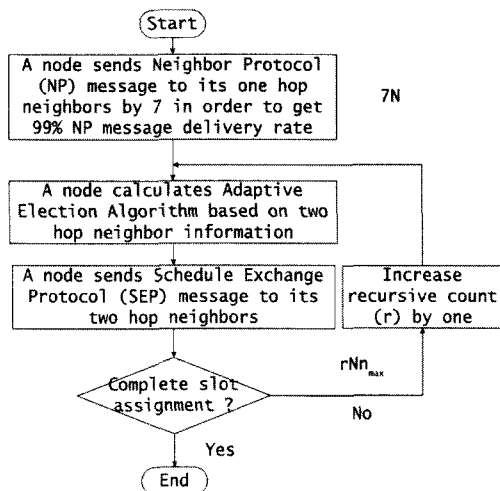 Start
A node sends Neighbor Protocol
(NP) message to its one hop
neighbors by 7 in order to get
99% NP message delivery rate
7N
A node calculates Adaptive
Election Algorithm based on two
hop neighbor information
A node sends Schedule Exchange
Protocol (SEP) message to its
two hop neighbors
Increase
recursive count
(r) by one
Complete slot
assignment ?
rNn_max
No
Yes
End